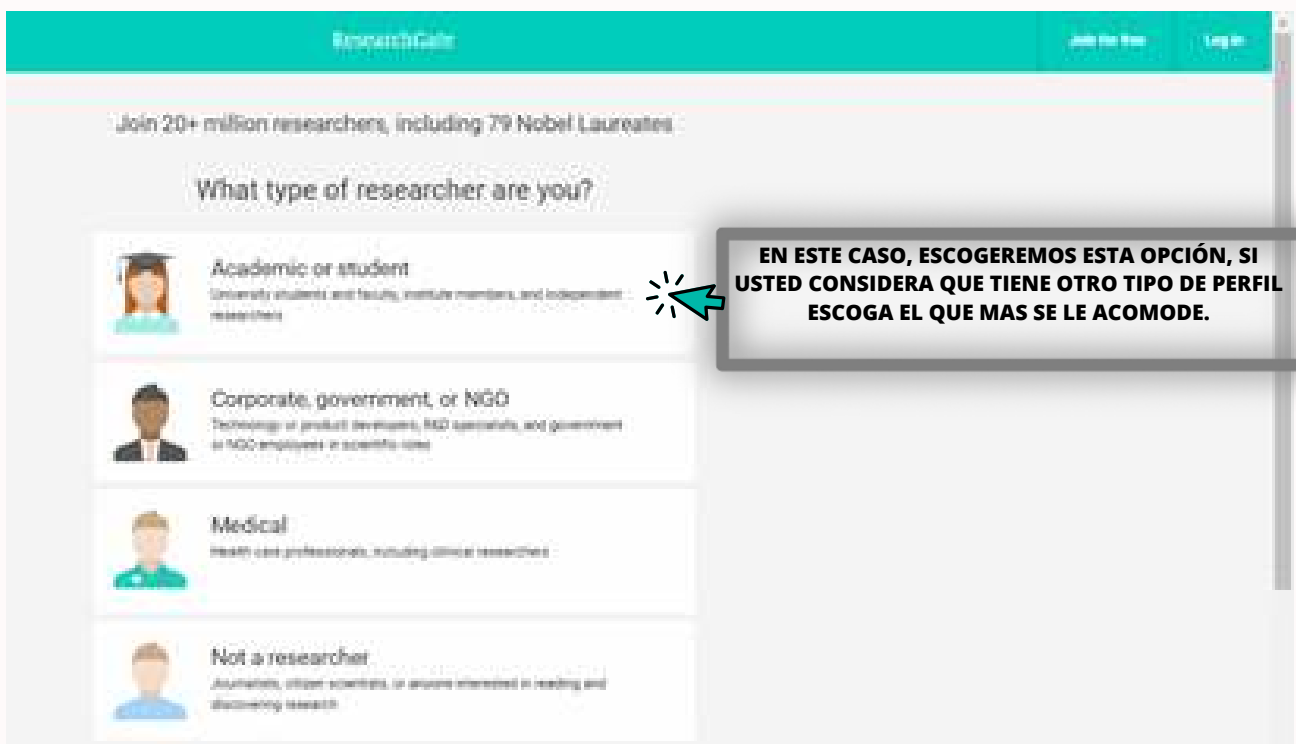 ResearchGate
Join for free
Log in
Join 20+ million researchers, including 79 Nobel Laureates
What type of researcher are you?
Academic or student
University students and faculty, institute members, and independent
researchers
EN ESTE CASO, ESCOGEREMOS ESTA OPCIÓN, SI
USTED CONSIDERA QUE TIENE OTRO TIPO DE PERFIL
ESCOGA EL QUE MAS SE LE ACOMODE.
Corporate, government, or NGO
Technology or product developers, R&D specialists, and government
or NGO employees in scientific roles
Medical
Health care professionals, including clinical researchers
Not a researcher
Journalists, citizen scientists, or anyone interested in reading and
discovering research